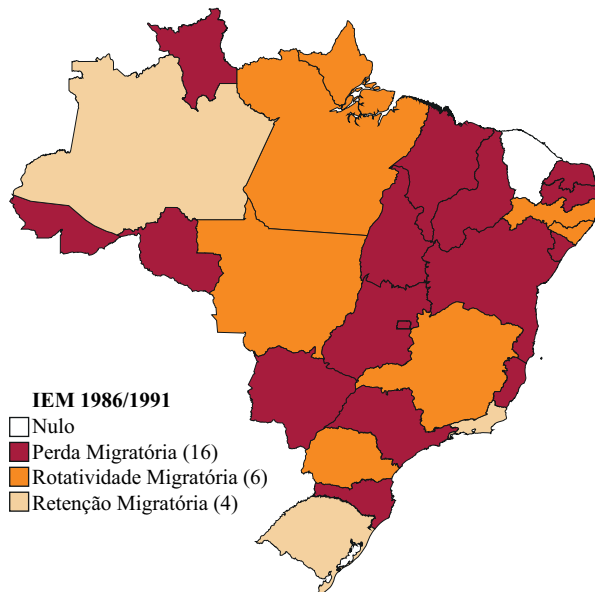 IEM 1986/1991
Nulo
Perda Migratória (16)
Rotatividade Migratória (6)
Retenção Migratória (4)